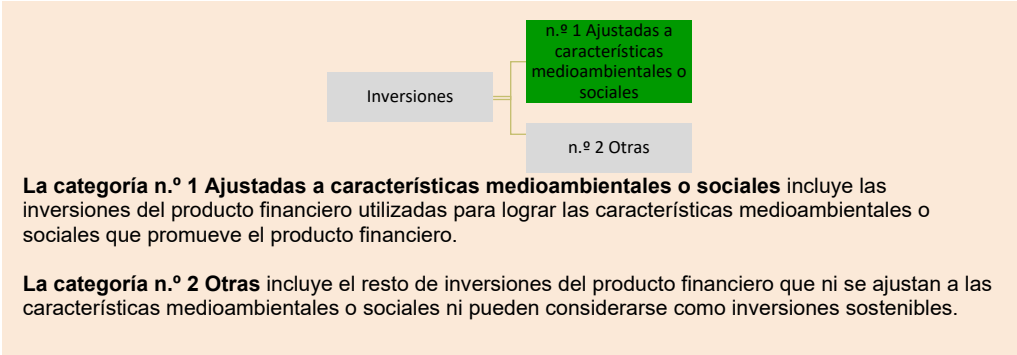 n.º 1 Ajustadas a
características
medioambientales o
sociales
Inversiones
n.º 2 Otras
La categoría n.º 1 Ajustadas a características medioambientales o sociales incluye las
inversiones del producto financiero utilizadas para lograr las características medioambientales o
sociales que promueve el producto financiero.
La categoría n.º 2 Otras incluye el resto de inversiones del producto financiero que ni se ajustan a las
características medioambientales o sociales ni pueden considerarse como inversiones sostenibles.